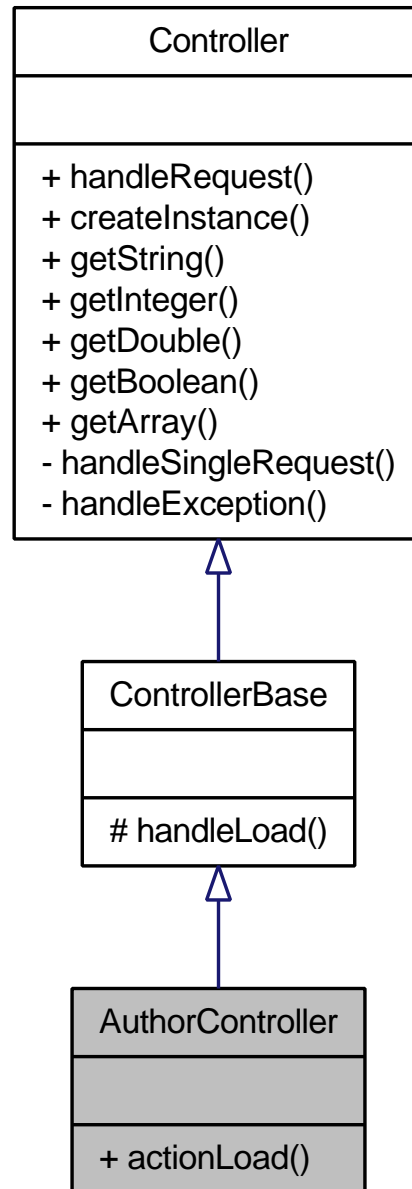 Controller
+ handleRequest()
+ createInstance()
+ getString()
+ getInteger()
+ getDouble()
+ getBoolean()
+ getArray()
- handleSingleRequest()
- handleException()
ControllerBase
# handleLoad()
AuthorController
+ actionLoad()